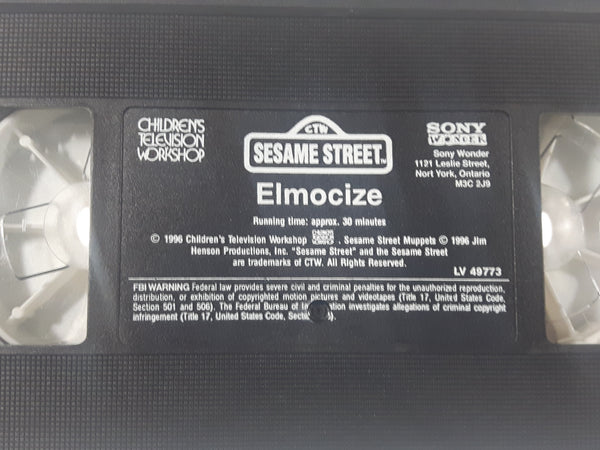 CHILDREN'S
TELEVISION
WORKSHOP
CTW
SESAME STREET
Elmocize
SONY
WONDER
Sony Wonder
1121 Leslie Street,
Nort York, Ontario
M3C 2J9
Running time: approx. 30 minutes
© 1996 Children's Television Workshop CHILDREN'S TELEVISION WORKSHOP . Sesame Street Muppets © 1996 Jim
Henson Productions, Inc. "Sesame Street" and the Sesame Street
are trademarks of CTW. All Rights Reserved.
LV 49773
FBI WARNING Federal law provides severe civil and criminal penalties for the unauthorized reproduction,
distribution, or exhibition of copyrighted motion pictures and videotapes (Title 17, United States Code,
Section 501 and 506). The Federal Bureau of investigates allegations of criminal copyright
infringement (Title 17, United States Code,